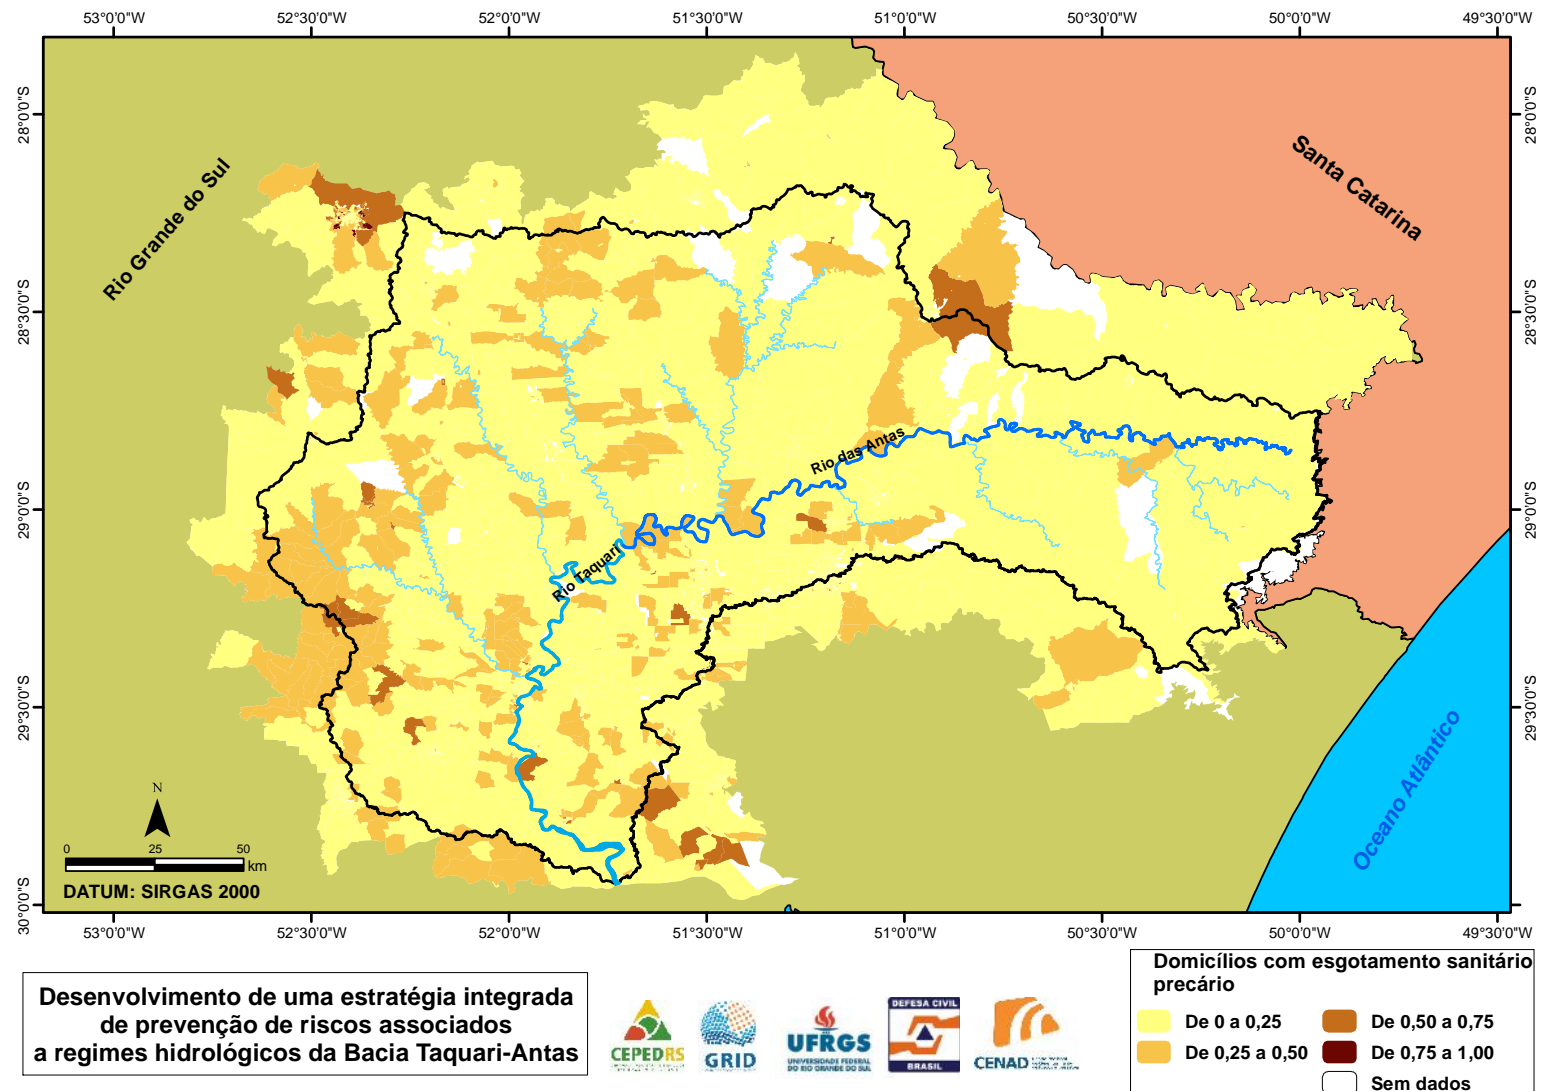 53°0'0"W 52°30'0"W 52°0'0"W 51°30'0"W 51°0'0"W 50°30'0"W 50°0'0"W 49°30'0"W
28°0'0"S 28°0'0"S
28°30'0"S 28°30'0"S
29°0'0"S 29°0'0"S
29°30'0"S 29°30'0"S
30°0'0"S 30°0'0"S
Rio Grande do Sul
Santa Catarina
Rio das Antas
Rio Taquari
Oceano Atlântico
N
0 25 50
km
DATUM: SIRGAS 2000
53°0'0"W 52°30'0"W 52°0'0"W 51°30'0"W 51°0'0"W 50°30'0"W 50°0'0"W 49°30'0"W
Desenvolvimento de uma estratégia integrada
de prevenção de riscos associados
a regimes hidrológicos da Bacia Taquari-Antas
CEPEDRS
GRID
UFRGS
UNIVERSIDADE FEDERAL
DO RIO GRANDE DO SUL
DEFESA CIVIL
BRASIL
CENAD
Domicílios com esgotamento sanitário
precário
De 0 a 0,25
De 0,25 a 0,50
De 0,50 a 0,75
De 0,75 a 1,00
Sem dados